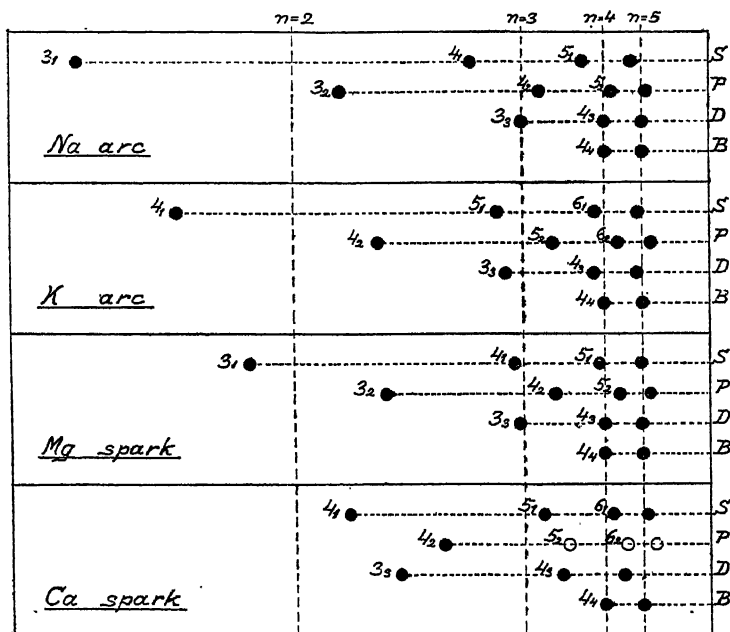 n=2 n=3 n=4 n=5
3₁ 4₁ 5₁ S
3₂ 4₂ 5₂ P
3₃ 4₃ D
4₄ B
Na arc
4₁ 5₁ 6₁ S
4₂ 5₂ 6₂ P
3₃ 4₃ D
4₄ B
K arc
3₁ 4₁ 5₁ S
3₂ 4₂ 5₂ P
3₃ 4₃ D
4₄ B
Mg spark
4₁ 5₁ 6₁ S
4₂ 5₂ 6₂ P
3₃ 4₃ D
4₄ B
Ca spark